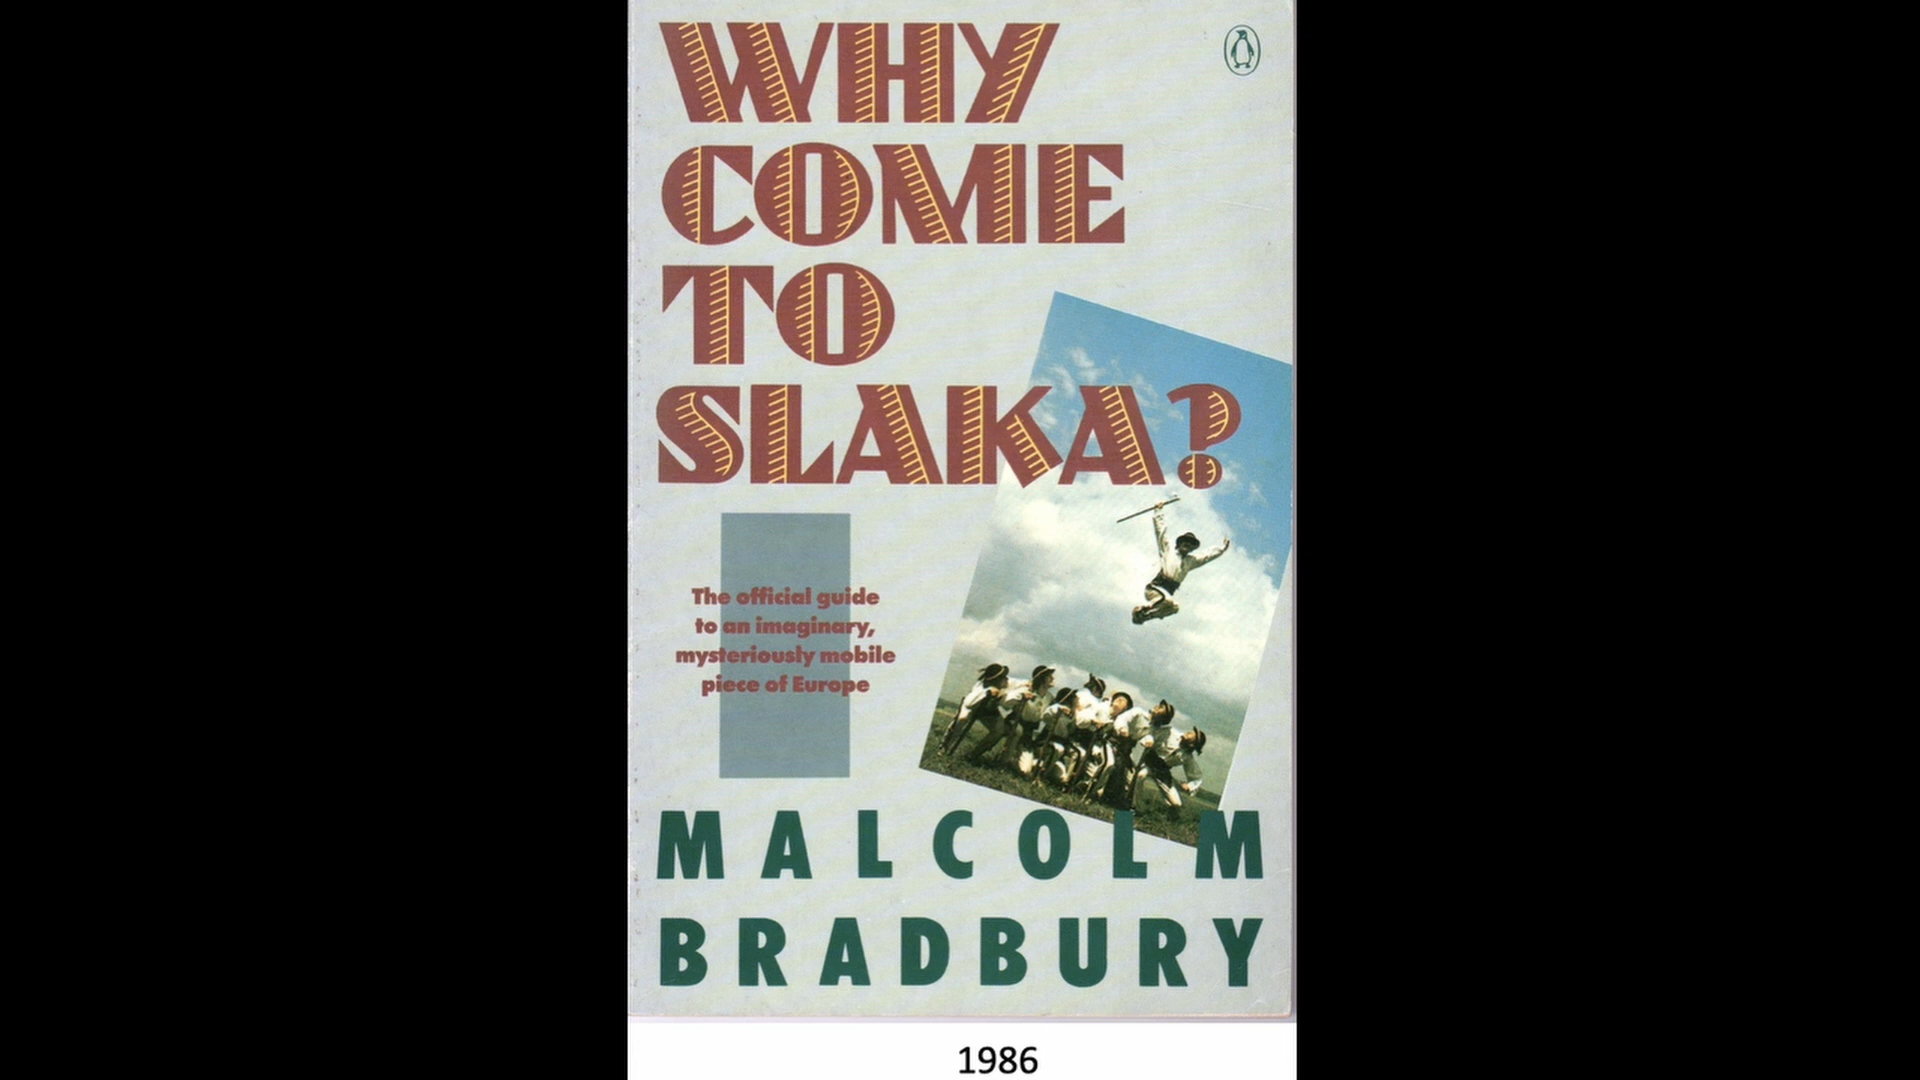 WHY
COME
TO
SLAKA?
The official guide
to an imaginary,
mysteriously mobile
piece of Europe
MALCOLM
BRADBURY
1986